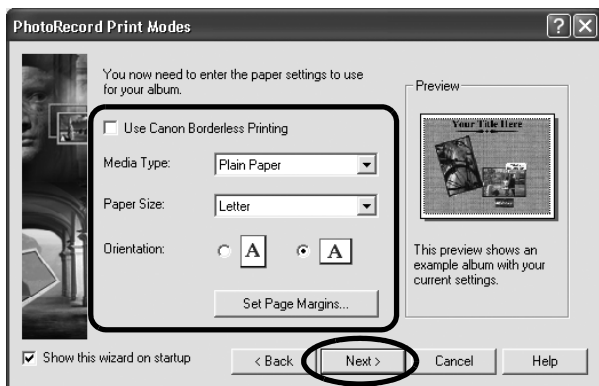 PhotoRecord Print Modes
You now need to enter the paper settings to use
for your album.
Use Canon Borderless Printing
Media Type:
Plain Paper
Paper Size:
Letter
Orientation:
A
A
Set Page Margins...
Preview
Your Title Here
This preview shows an
example album with your
current settings.
Show this wizard on startup
< Back
Next >
Cancel
Help